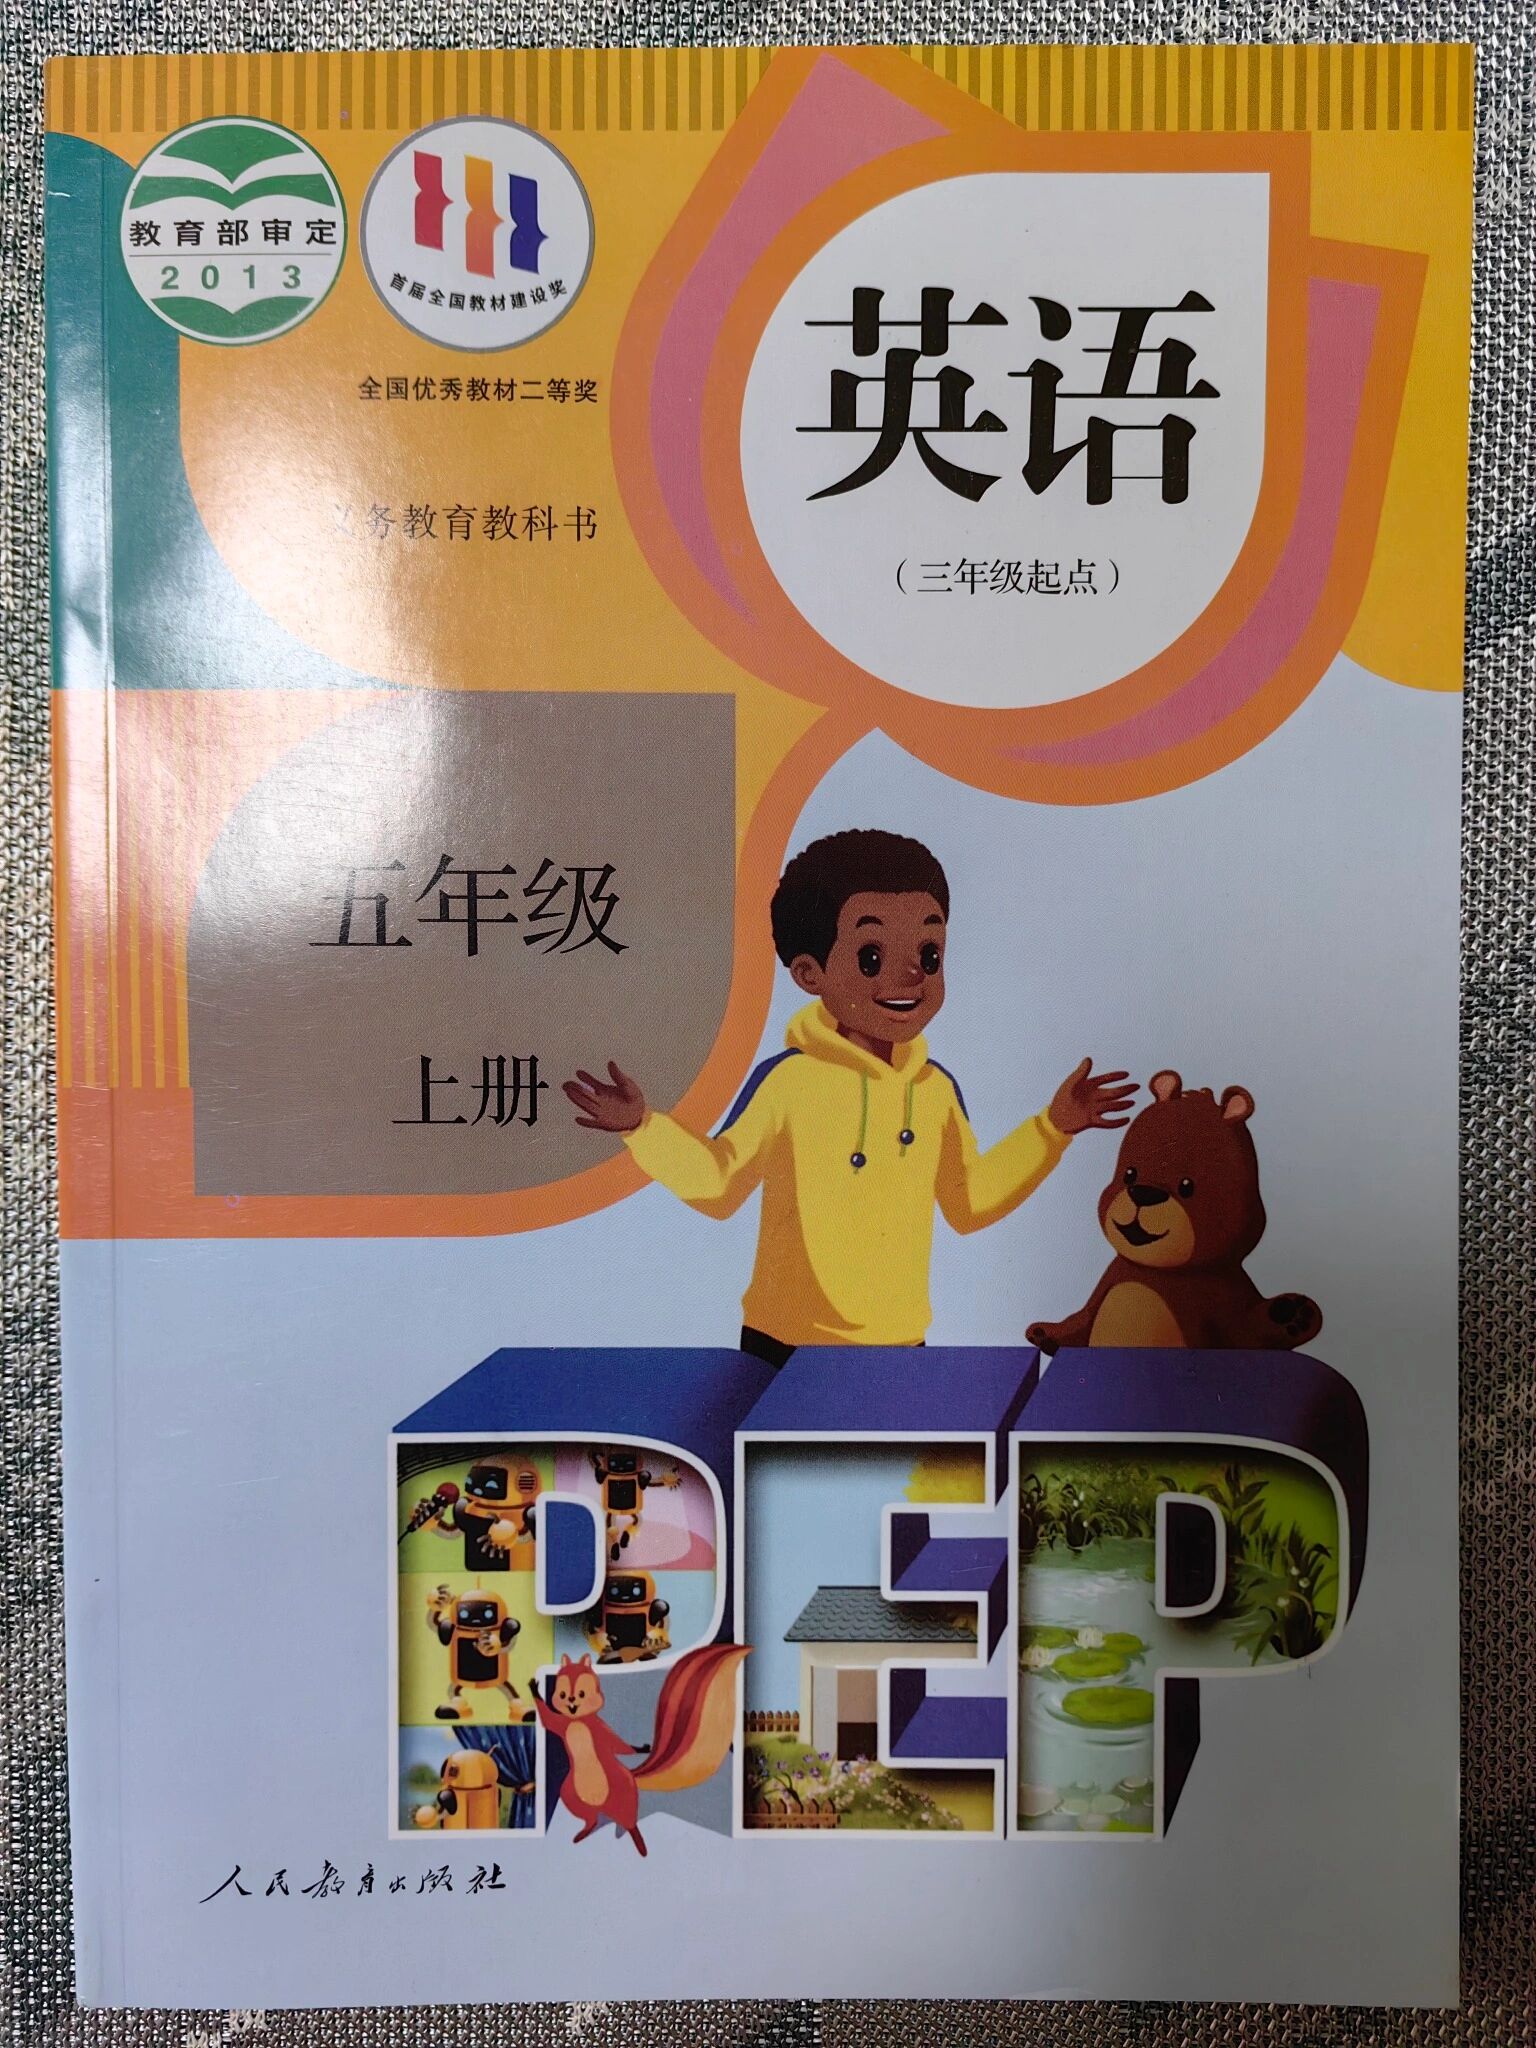 教育部审定
2013
首届全国教材建设奖
全国优秀教材二等奖
义务教育教科书
英语
(三年级起点)
五年级
上册
PEP
人民教育出版社